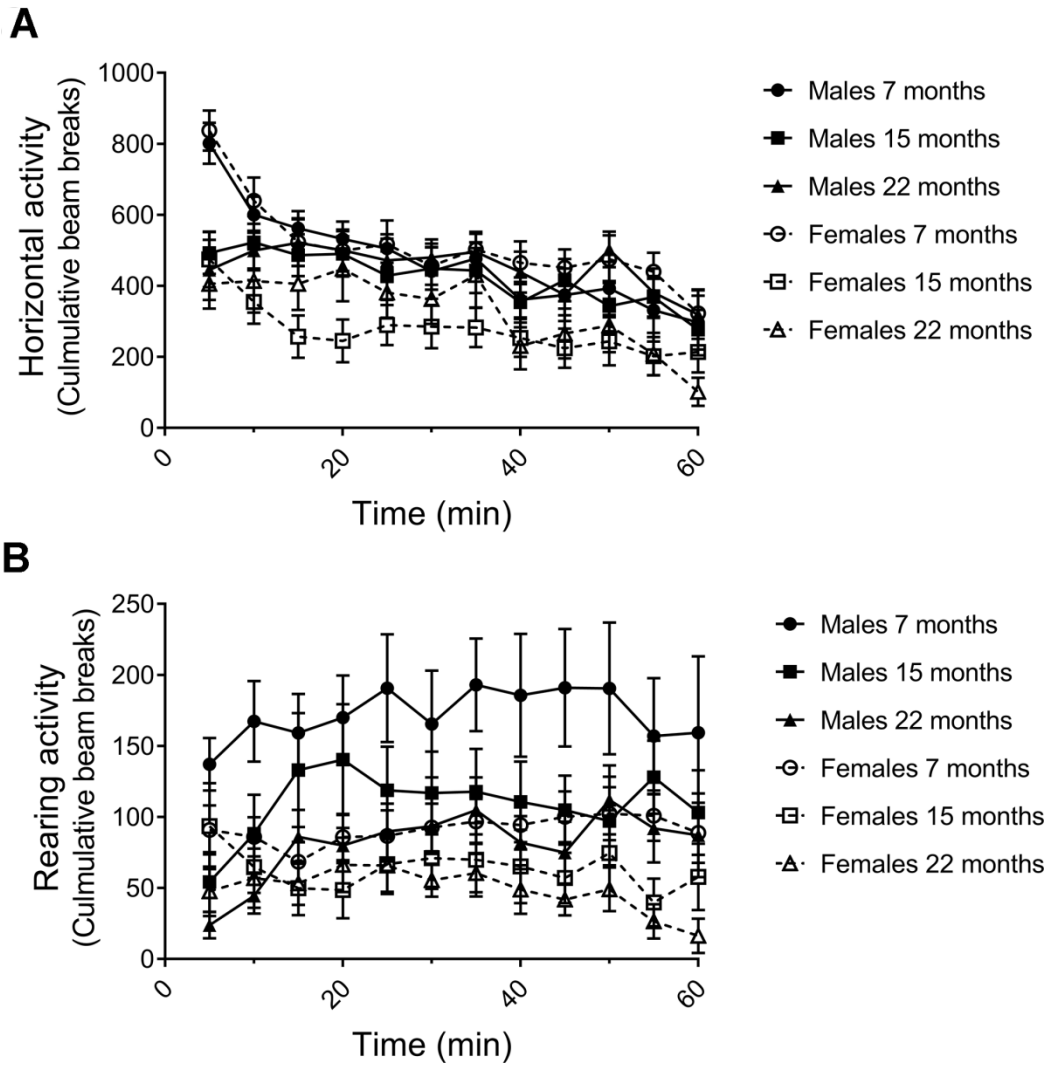 A
Horizontal activity
(Culmulative beam breaks)
1000
800
600
400
200
0
0
20
40
60
Time (min)
Males 7 months
Males 15 months
Males 22 months
Females 7 months
Females 15 months
Females 22 months
B
Rearing activity
(Culmulative beam breaks)
250
200
150
100
50
0
0
20
40
60
Time (min)
Males 7 months
Males 15 months
Males 22 months
Females 7 months
Females 15 months
Females 22 months